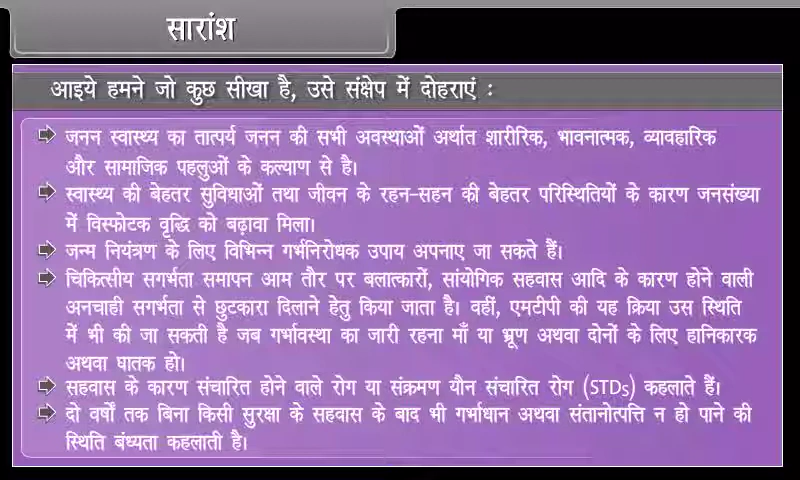 सारांश
आइये हमने जो कुछ सीखा है, उसे संक्षेप में दोहराएं :
जनन स्वास्थ्य का तात्पर्य जनन की सभी अवस्थाओं अर्थात शारीरिक, भावनात्मक, व्यावहारिक
और सामाजिक पहलुओं के कल्याण से है।
स्वास्थ्य की बेहतर सुविधाओं तथा जीवन के रहन-सहन की बेहतर परिस्थितियों के कारण जनसंख्या
में विस्फोटक वृद्धि को बढ़ावा मिला।
जन्म नियंत्रण के लिए विभिन्न गर्भनिरोधक उपाय अपनाए जा सकते हैं।
चिकित्सीय सगर्भता समापन आम तौर पर बलात्कारों, सांयोगिक सहवास आदि के कारण होने वाली
अनचाही सगर्भता से छुटकारा दिलाने हेतु किया जाता है। वहीं, एमटीपी की यह क्रिया उस स्थिति
में भी की जा सकती है जब गर्भावस्था का जारी रहना माँ या भ्रूण अथवा दोनों के लिए हानिकारक
अथवा घातक हो।
सहवास के कारण संचारित होने वाले रोग या संक्रमण यौन संचारित रोग (STDs) कहलाते हैं।
दो वर्षों तक बिना किसी सुरक्षा के सहवास के बाद भी गर्भाधान अथवा संतानोत्पत्ति न हो पाने की
स्थिति बंध्यता कहलाती है।